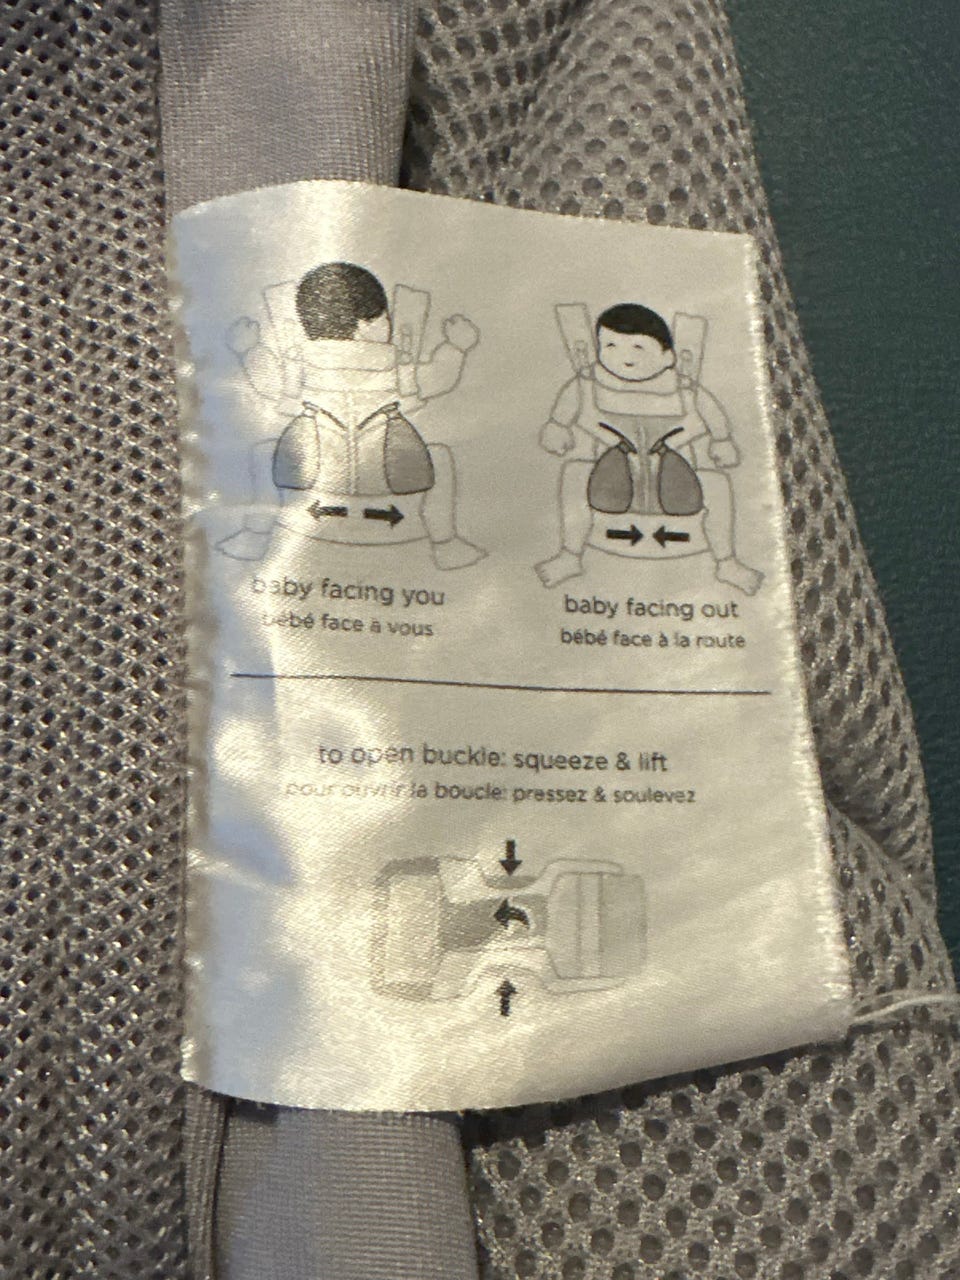 baby facing you
bébé face à vous
baby facing out
bébé face à la route
to open buckle: squeeze & lift
pour ouvrir la boucle: pressez & soulevez